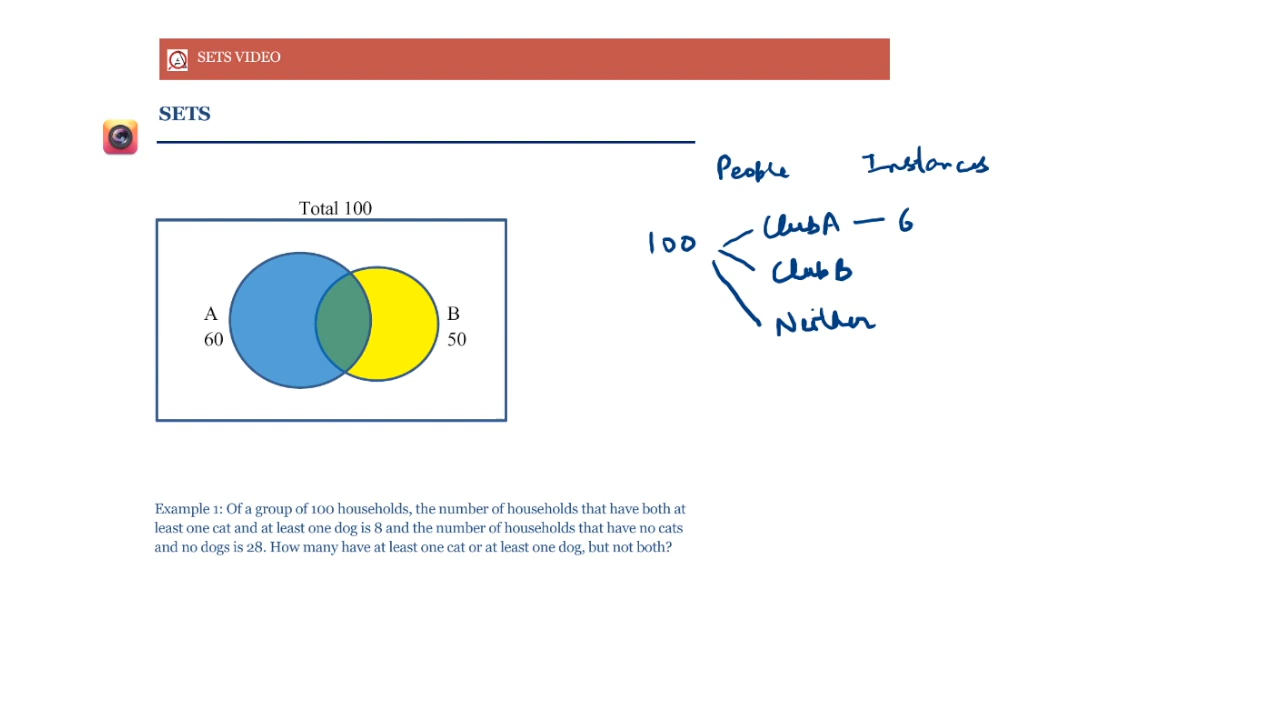 SETS VIDEO
SETS
People Instances
Total 100
100
Club A — 6
Club B
Neither
A
60
B
50
Example 1: Of a group of 100 households, the number of households that have both at
least one cat and at least one dog is 8 and the number of households that have no cats
and no dogs is 28. How many have at least one cat or at least one dog, but not both?